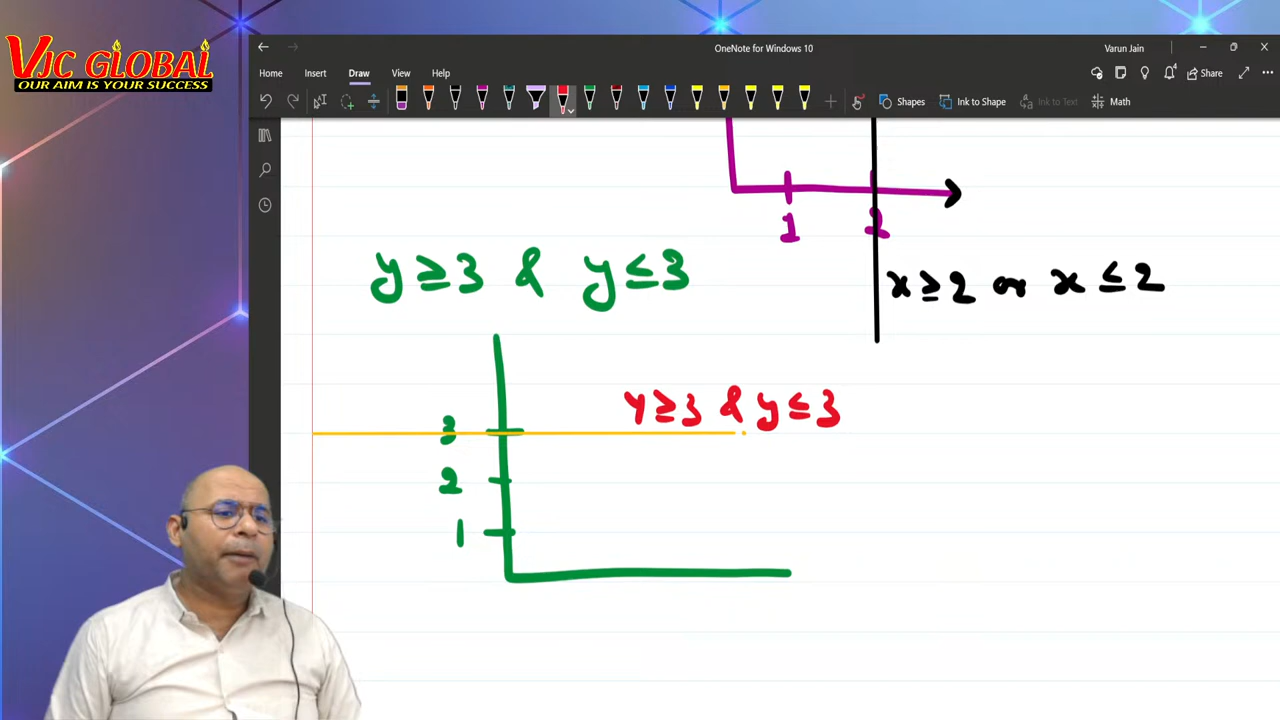 VJC GLOBAL
OUR AIM IS YOUR SUCCESS
OneNote for Windows 10
Varun Jain
Home Insert Draw View Help
4 Share
Shapes Ink to Shape Ink to Text Math
1 2
y≥3 & y≤3
x≥2 or x≤2
y≥3 & y≤3
3
2
1